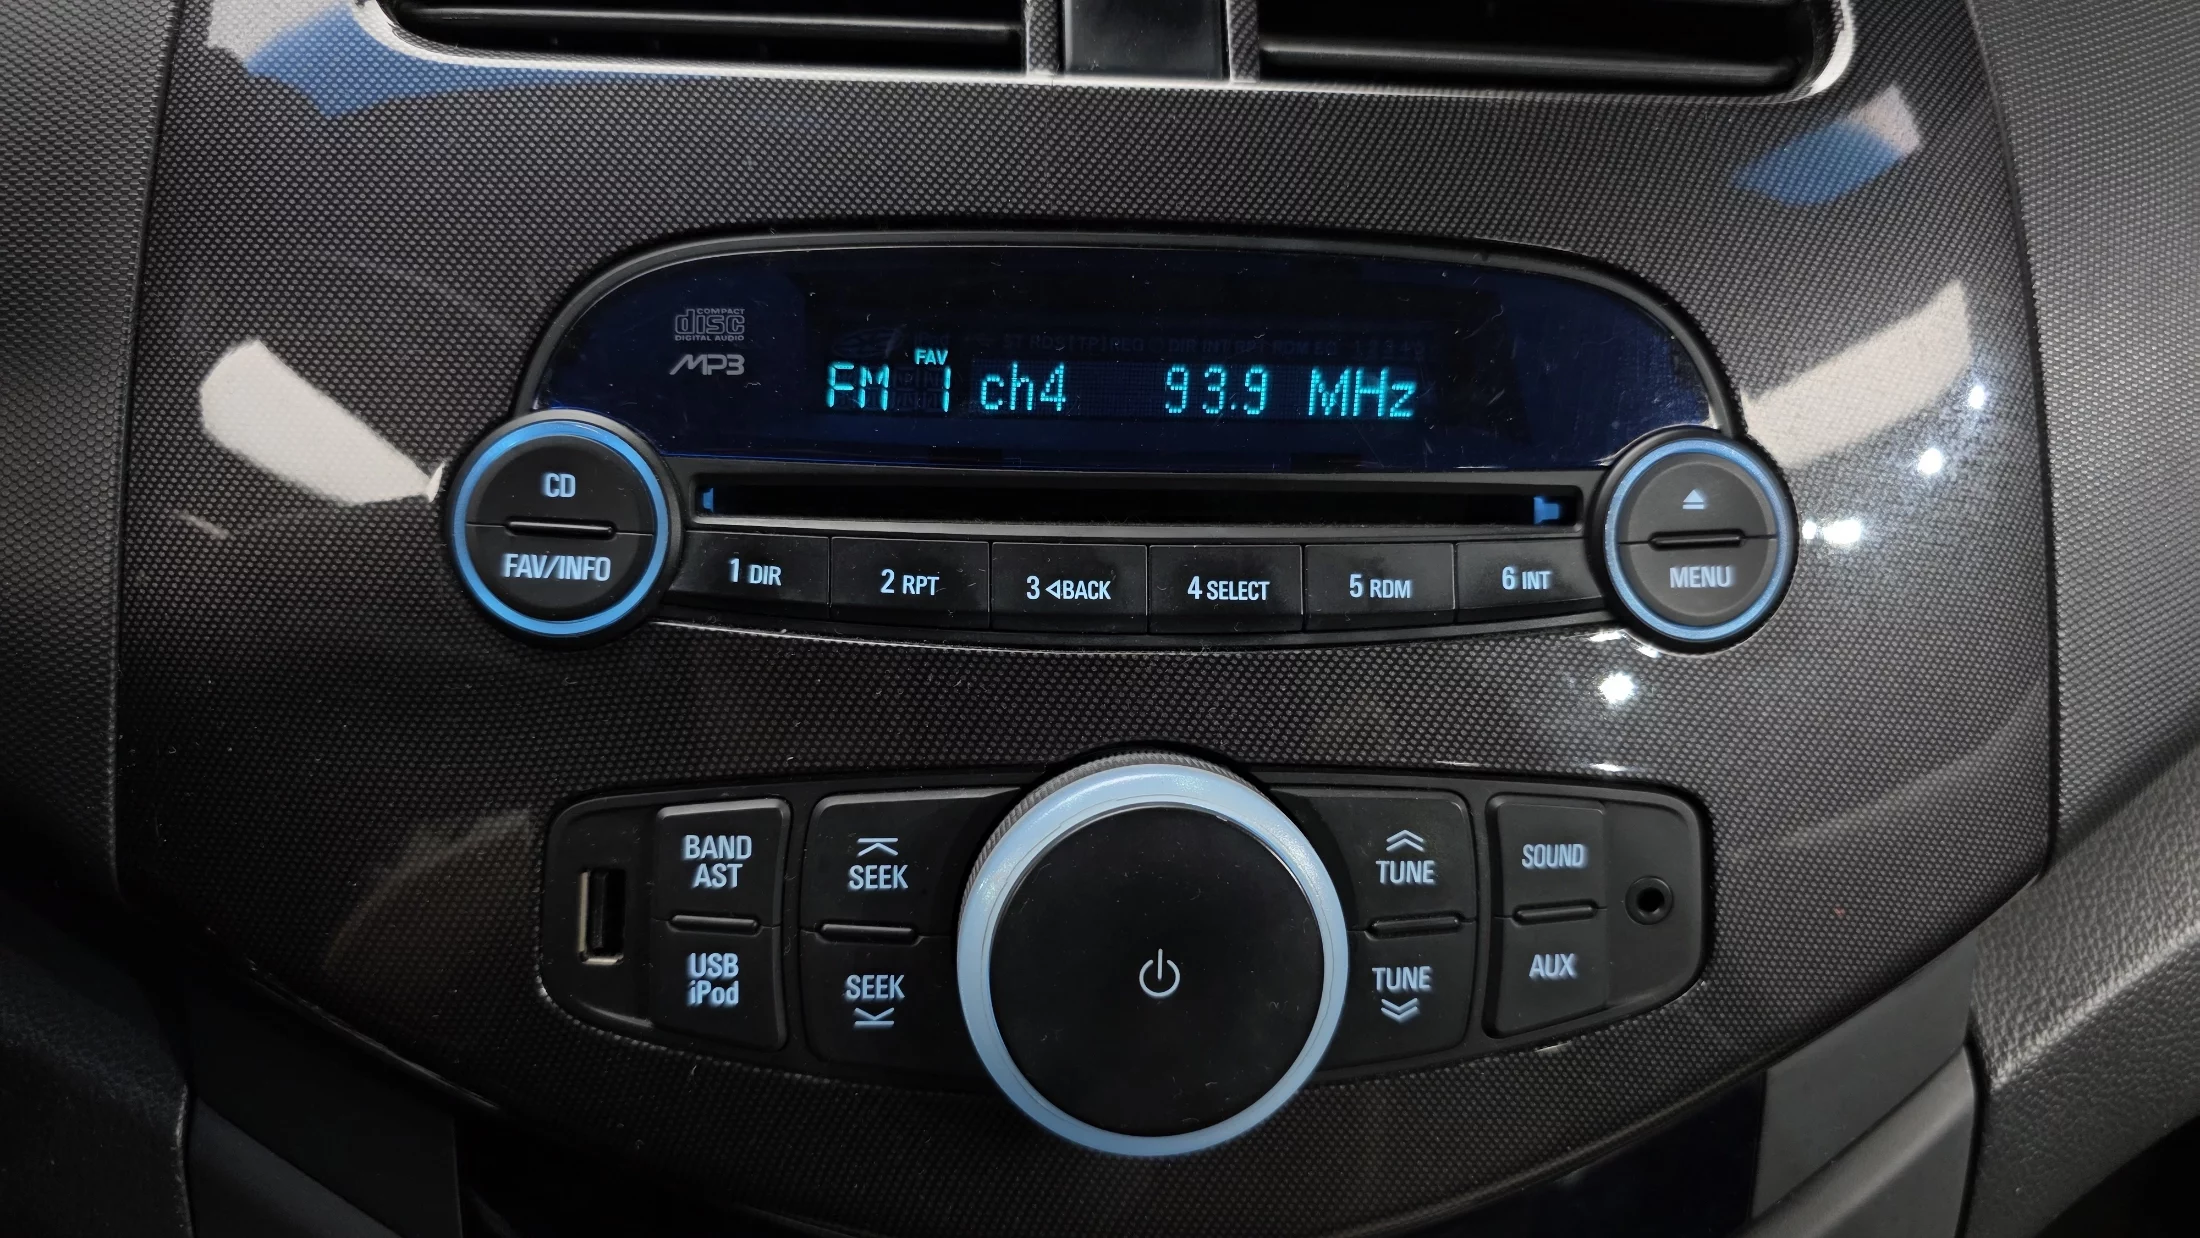 COMPACT
disc
DIGITAL AUDIO
MP3
FAV
FM 1 ch4 93.9 MHz
CD
FAV/INFO
1 DIR
2 RPT
3 ◁BACK
4 SELECT
5 RDM
6 INT
MENU
BAND
AST
USB
iPod
SEEK
SEEK
TUNE
TUNE
SOUND
AUX